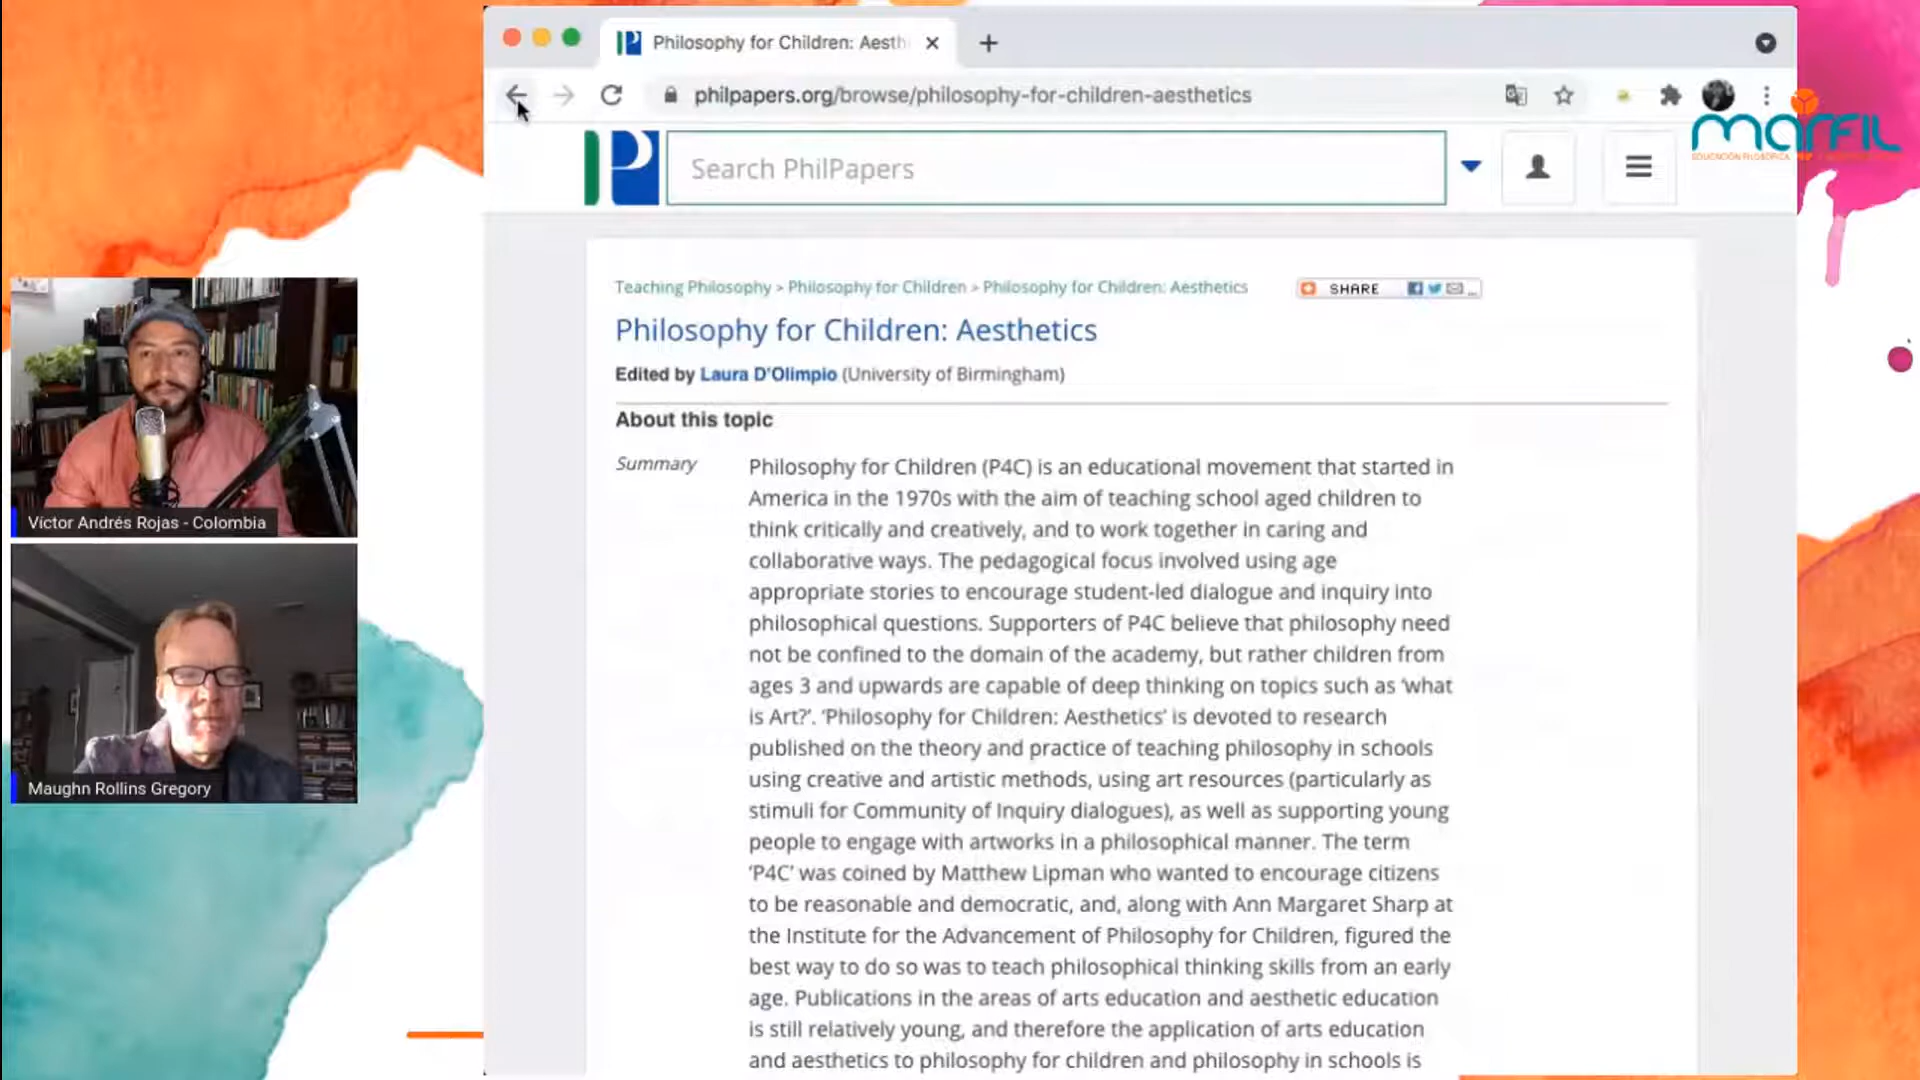 Philosophy for Children: Aesth
philpapers.org/browse/philosophy-for-children-aesthetics
marFIL
Search PhilPapers
Teaching Philosophy > Philosophy for Children > Philosophy for Children: Aesthetics
SHARE
Philosophy for Children: Aesthetics
Edited by Laura D'Olimpio (University of Birmingham)
About this topic
Summary
Philosophy for Children (P4C) is an educational movement that started in
America in the 1970s with the aim of teaching school aged children to
think critically and creatively, and to work together in caring and
collaborative ways. The pedagogical focus involved using age
appropriate stories to encourage student-led dialogue and inquiry into
philosophical questions. Supporters of P4C believe that philosophy need
not be confined to the domain of the academy, but rather children from
ages 3 and upwards are capable of deep thinking on topics such as ‘what
is Art?’. ‘Philosophy for Children: Aesthetics’ is devoted to research
published on the theory and practice of teaching philosophy in schools
using creative and artistic methods, using art resources (particularly as
stimuli for Community of Inquiry dialogues), as well as supporting young
people to engage with artworks in a philosophical manner. The term
‘P4C’ was coined by Matthew Lipman who wanted to encourage citizens
to be reasonable and democratic, and, along with Ann Margaret Sharp at
the Institute for the Advancement of Philosophy for Children, figured the
best way to do so was to teach philosophical thinking skills from an early
age. Publications in the areas of arts education and aesthetic education
is still relatively young, and therefore the application of arts education
and aesthetics to philosophy for children and philosophy in schools is
Víctor Andrés Rojas - Colombia
Maughn Rollins Gregory